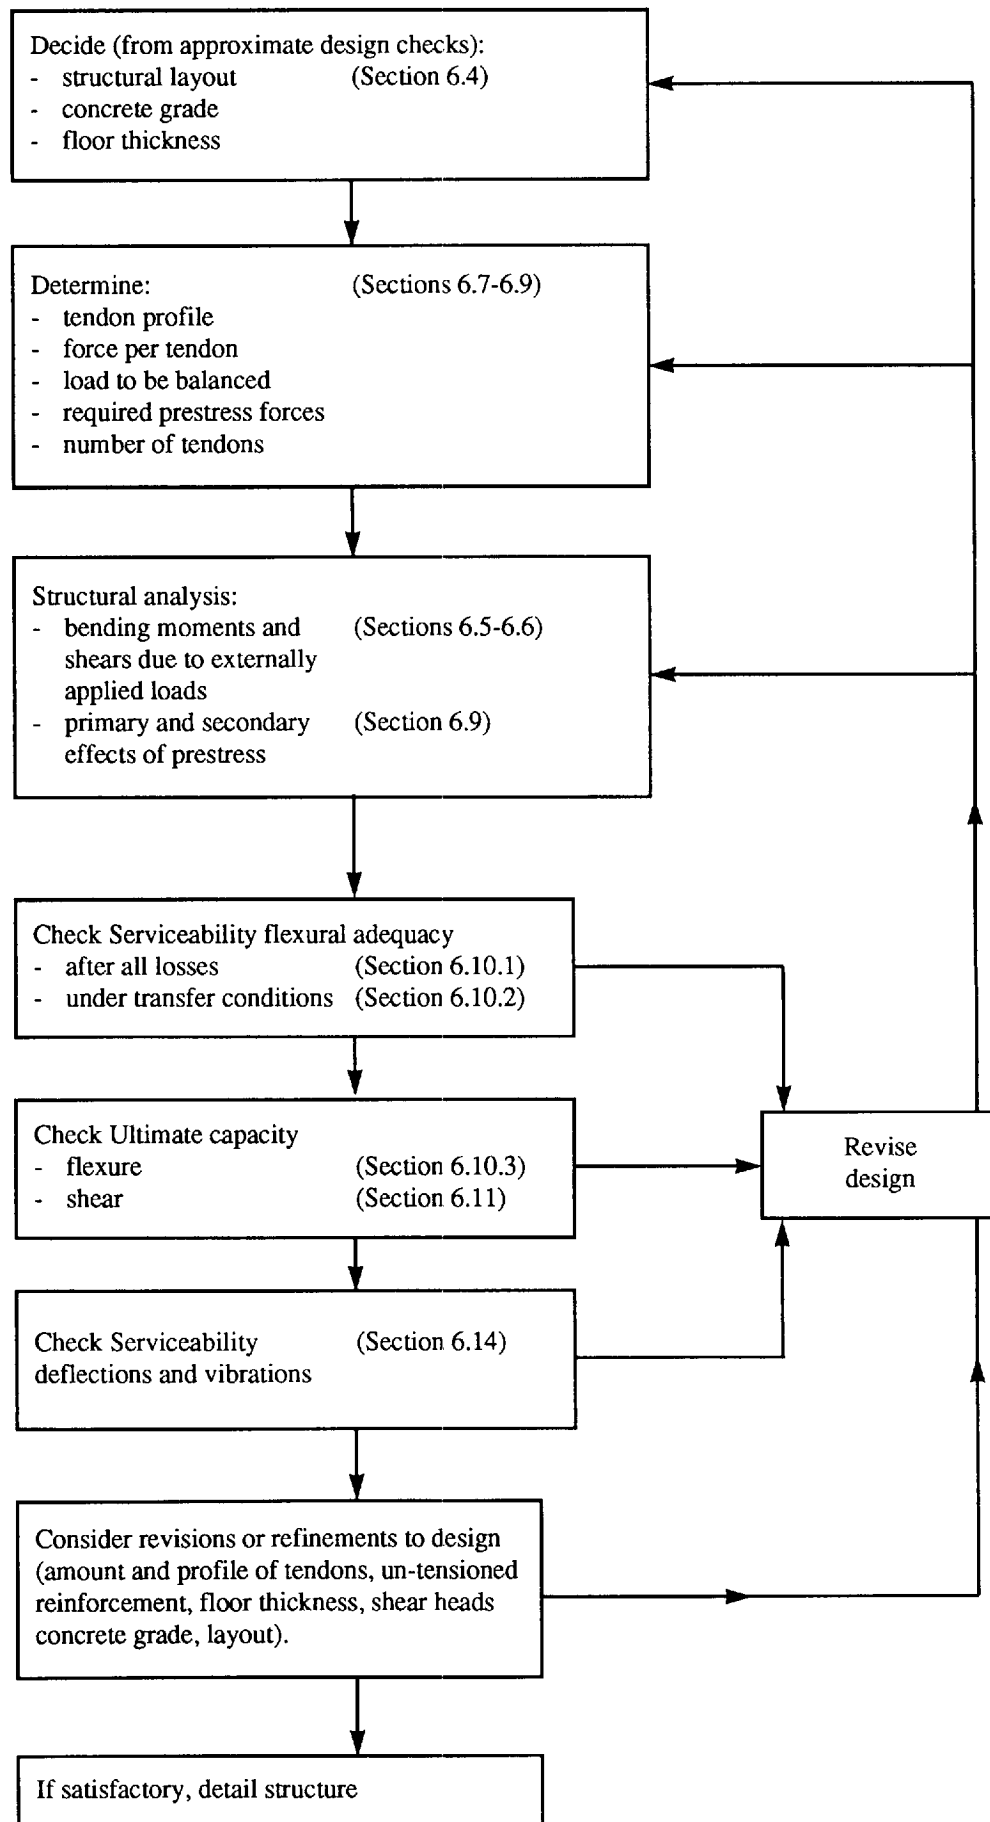 Decide (from approximate design checks):
- structural layout (Section 6.4)
- concrete grade
- floor thickness
Determine: (Sections 6.7-6.9)
- tendon profile
- force per tendon
- load to be balanced
- required prestress forces
- number of tendons
Structural analysis:
- bending moments and (Sections 6.5-6.6)
shears due to externally
applied loads
- primary and secondary (Section 6.9)
effects of prestress
Check Serviceability flexural adequacy
- after all losses (Section 6.10.1)
- under transfer conditions (Section 6.10.2)
Check Ultimate capacity
- flexure (Section 6.10.3)
- shear (Section 6.11)
Revise
design
Check Serviceability (Section 6.14)
deflections and vibrations
Consider revisions or refinements to design
(amount and profile of tendons, un-tensioned
reinforcement, floor thickness, shear heads
concrete grade, layout).
If satisfactory, detail structure